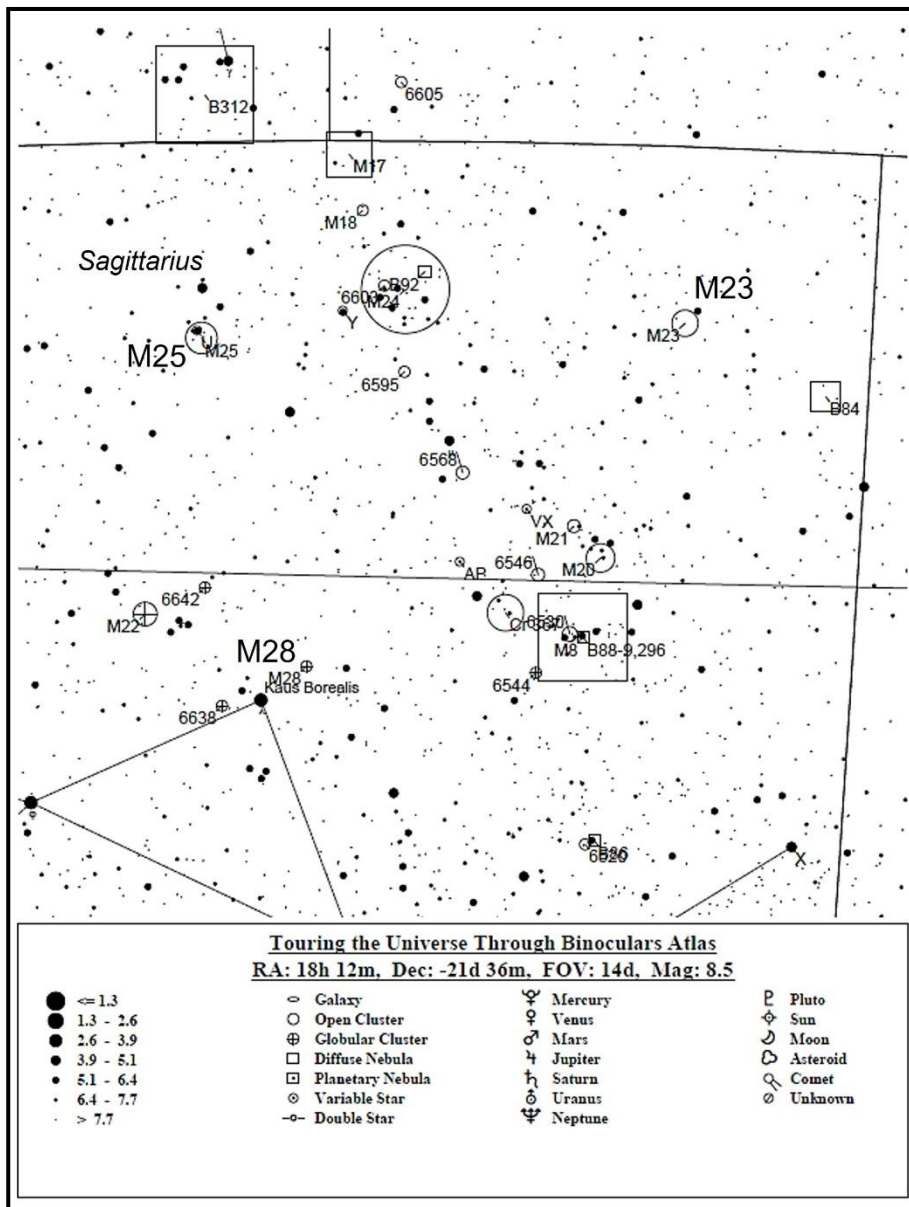 γ
6605
B312
M17
M18
Sagittarius
B92
M23
6603
M24
Y
M23
U
M25
M25
6595
B84
6568
VX
M21
6546
M20
AP
6642
M22
Cr 367
6530
M8
B88-9,296
M28
M28
6544
Kaus Borealis
λ
6638
φ
B86
6520
X
Touring the Universe Through Binoculars Atlas
RA: 18h 12m, Dec: -21d 36m, FOV: 14d, Mag: 8.5
<= 1.3
1.3 - 2.6
2.6 - 3.9
3.9 - 5.1
5.1 - 6.4
6.4 - 7.7
> 7.7
Galaxy
Open Cluster
Globular Cluster
Diffuse Nebula
Planetary Nebula
Variable Star
Double Star
Mercury
Venus
Mars
Jupiter
Saturn
Uranus
Neptune
Pluto
Sun
Moon
Asteroid
Comet
Unknown